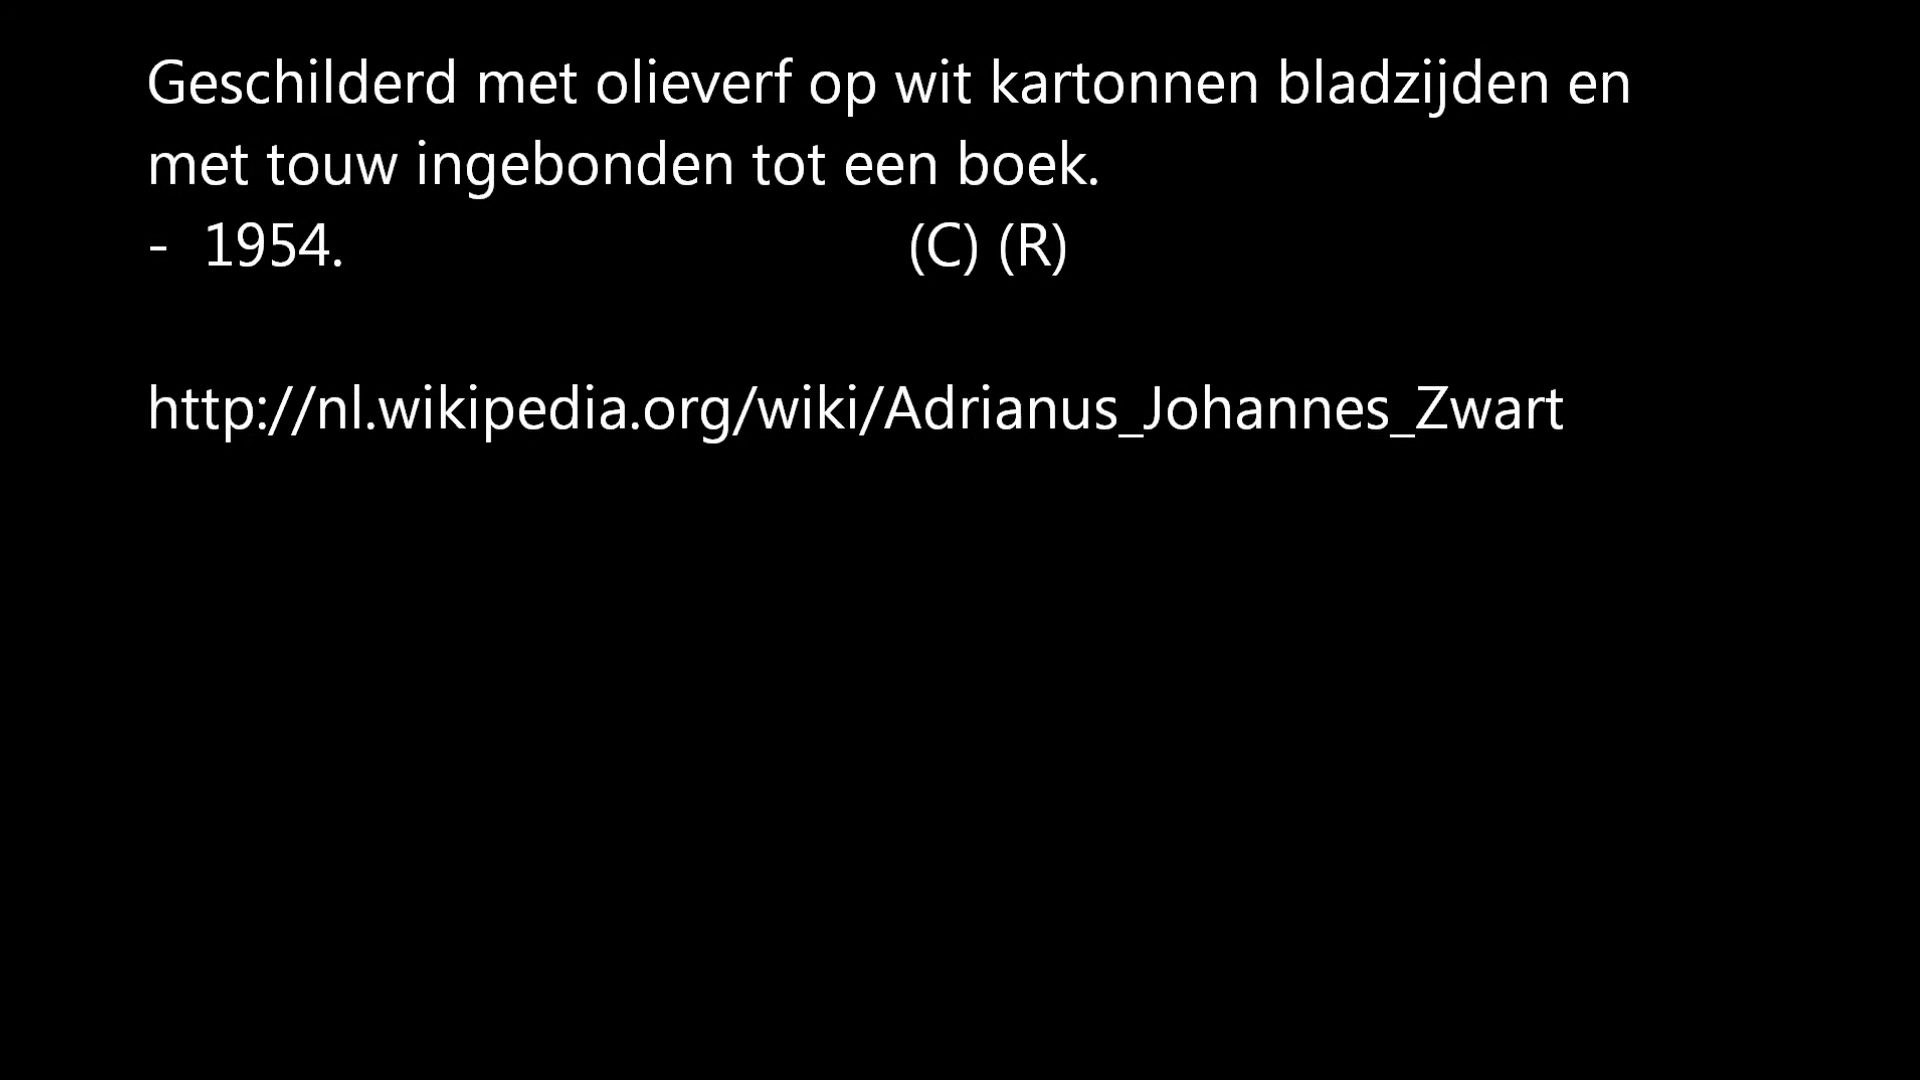 Geschilderd met olieverf op wit kartonnen bladzijden en
met touw ingebonden tot een boek.
- 1954. (C) (R)
http://nl.wikipedia.org/wiki/Adrianus_Johannes_Zwart